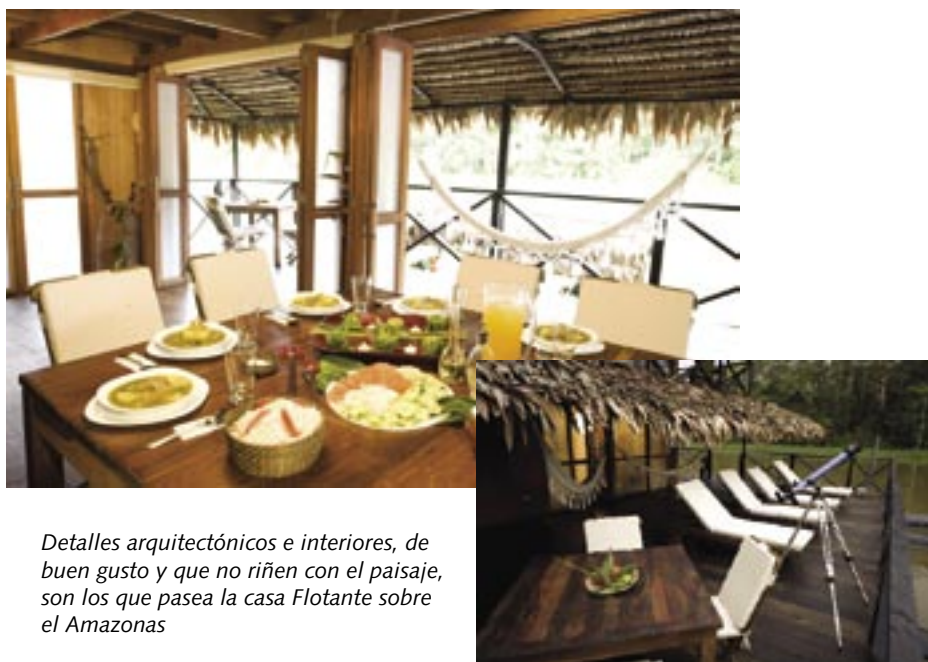 Detalles arquitectónicos e interiores, de
buen gusto y que no riñen con el paisaje,
son los que pasea la casa Flotante sobre
el Amazonas